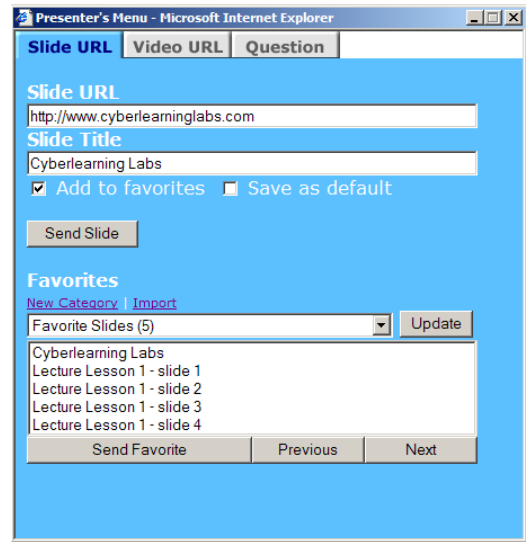 Presenter's Menu - Microsoft Internet Explorer
Slide URL Video URL Question
Slide URL
http://www.cyberlearninglabs.com
Slide Title
Cyberlearning Labs
Add to favorites Save as default
Send Slide
Favorites
New Category | Import
Favorite Slides (5) Update
Cyberlearning Labs
Lecture Lesson 1 - slide 1
Lecture Lesson 1 - slide 2
Lecture Lesson 1 - slide 3
Lecture Lesson 1 - slide 4
Send Favorite Previous Next